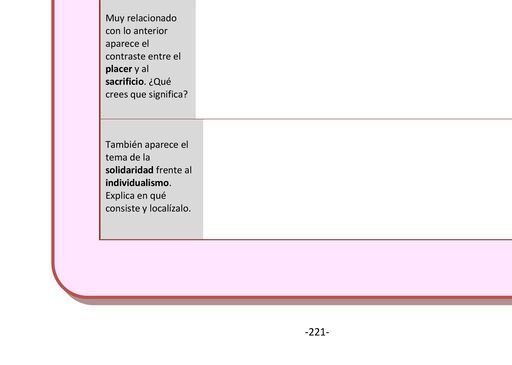 Muy relacionado
con lo anterior
aparece el
contraste entre el
placer y al
sacrificio. ¿Qué
crees que significa?
También aparece el
tema de la
solidaridad frente al
individualismo.
Explica en qué
consiste y localízalo.
-221-